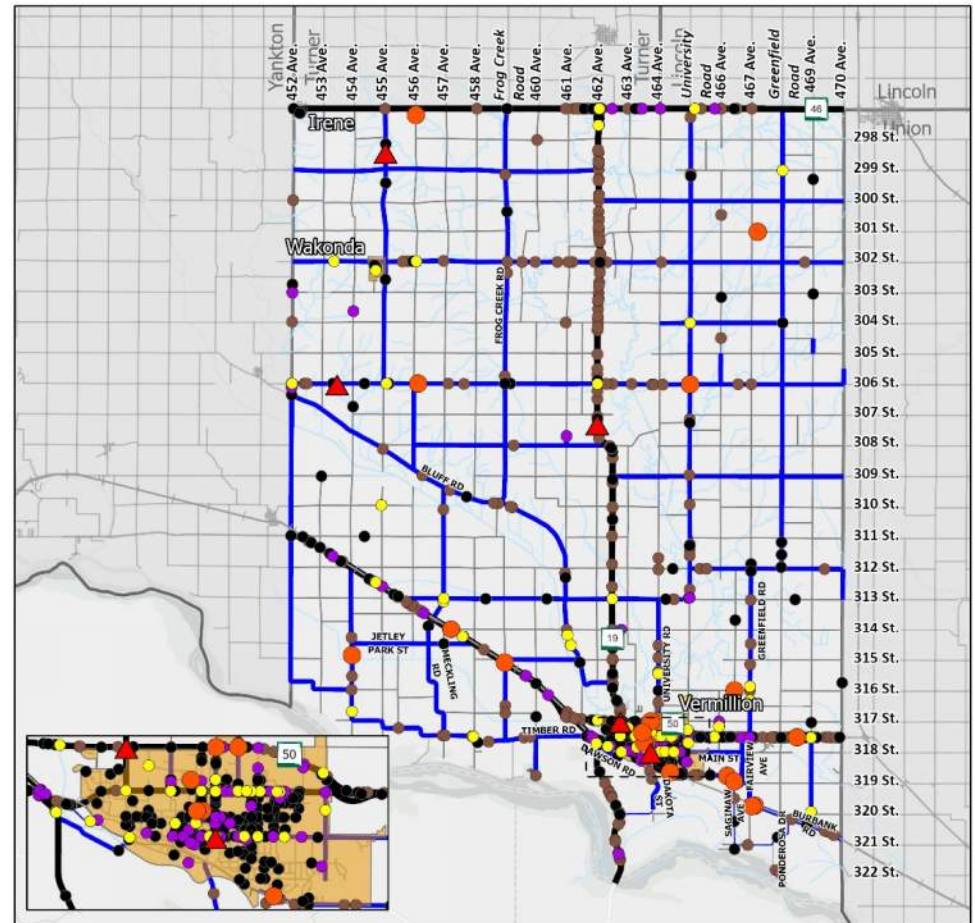 Yankton
Turner
452 Ave.
453 Ave.
454 Ave.
455 Ave.
456 Ave.
458 Ave.
Frog Creek
Road
460 Ave.
461 Ave.
462 Ave.
463 Ave.
Turner
Lincoln
464 Ave.
University
Road
466 Ave.
467 Ave.
Greenfield
Road
469 Ave.
470 Ave.
Lincoln
Union
46
Irene
298 St.
299 St.
300 St.
301 St.
Wakonda
302 St.
FROG CREEK RD
303 St.
304 St.
305 St.
306 St.
307 St.
308 St.
BLUFF RD
309 St.
310 St.
311 St.
312 St.
313 St.
GREENFIELD RD
UNIVERSITY RD
314 St.
JETLEY
PARK ST
MECKLING
RD
19
315 St.
316 St.
Vermillion
317 St.
50
TIMBER RD
318 St.
DAWSON RD
MAIN ST
FAIRVIEW
AVE
319 St.
DAKOTA
ST
SAGINAW
AVE
320 St.
BURBANK
RD
PONDEROSA DR
321 St.
322 St.
50